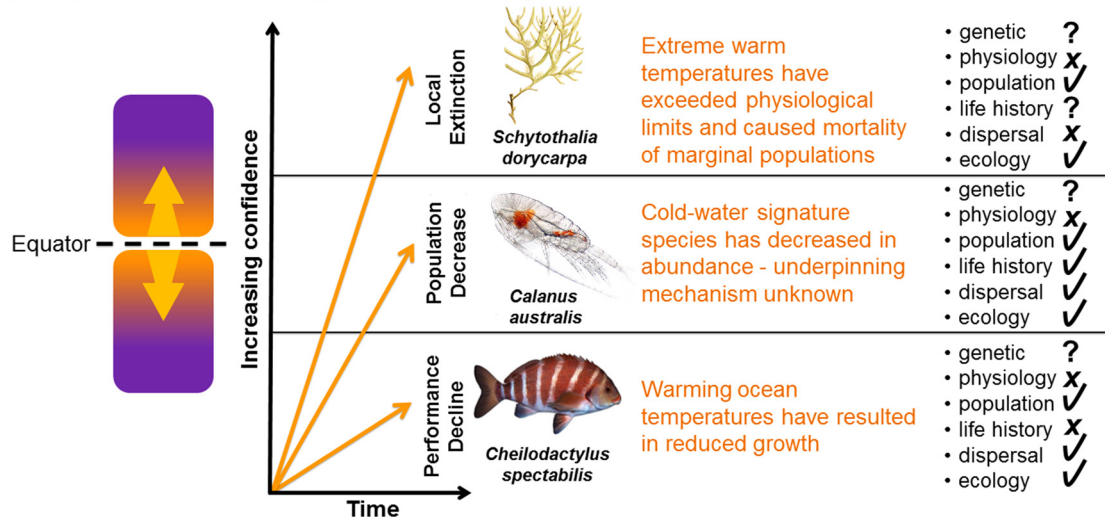 Equator
Increasing confidence
Time
Local
Extinction
Schytothalia
dorycarpa
Extreme warm
temperatures have
exceeded physiological
limits and caused mortality
of marginal populations
• genetic ?
• physiology x
• population ✓
• life history ?
• dispersal x
• ecology ✓
Population
Decrease
Calanus
australis
Cold-water signature
species has decreased in
abundance - underpinning
mechanism unknown
• genetic ?
• physiology x
• population ✓
• life history ✓
• dispersal ✓
• ecology ✓
Performance
Decline
Cheilodactylus
spectabilis
Warming ocean
temperatures have resulted
in reduced growth
• genetic ?
• physiology x
• population ✓
• life history x
• dispersal ✓
• ecology ✓